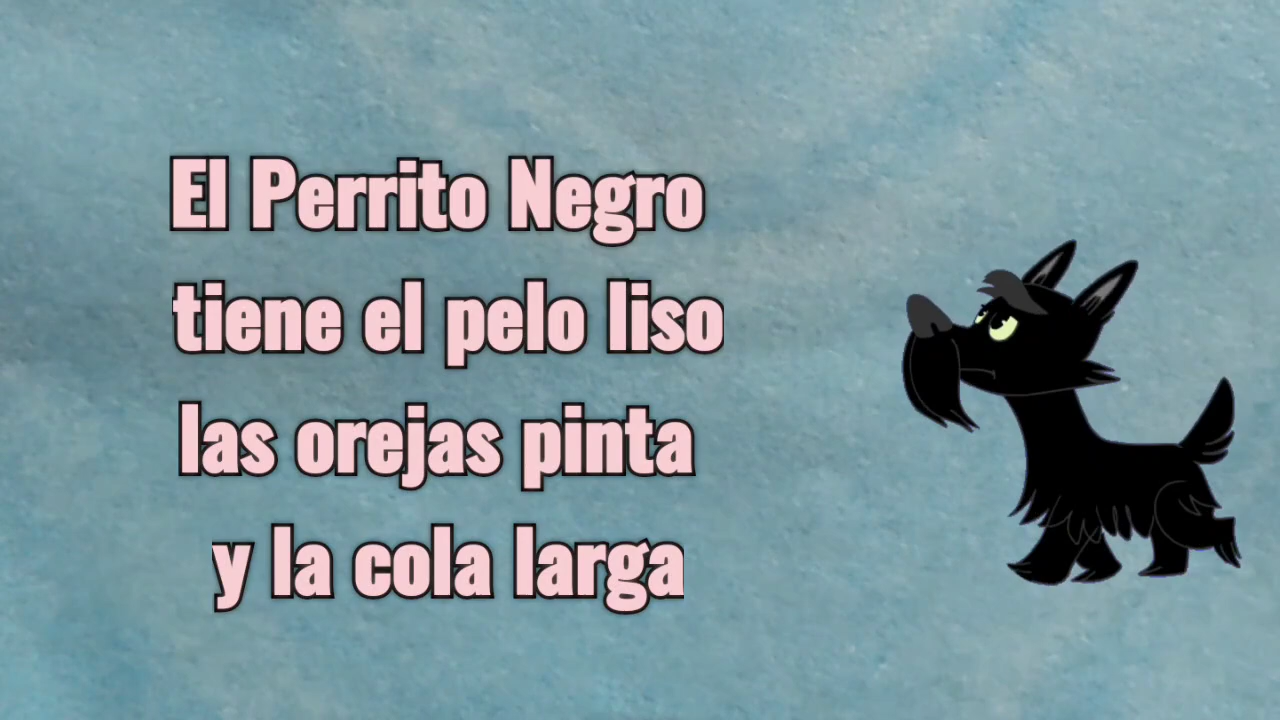 El Perrito Negro
tiene el pelo liso
las orejas pinta
y la cola larga